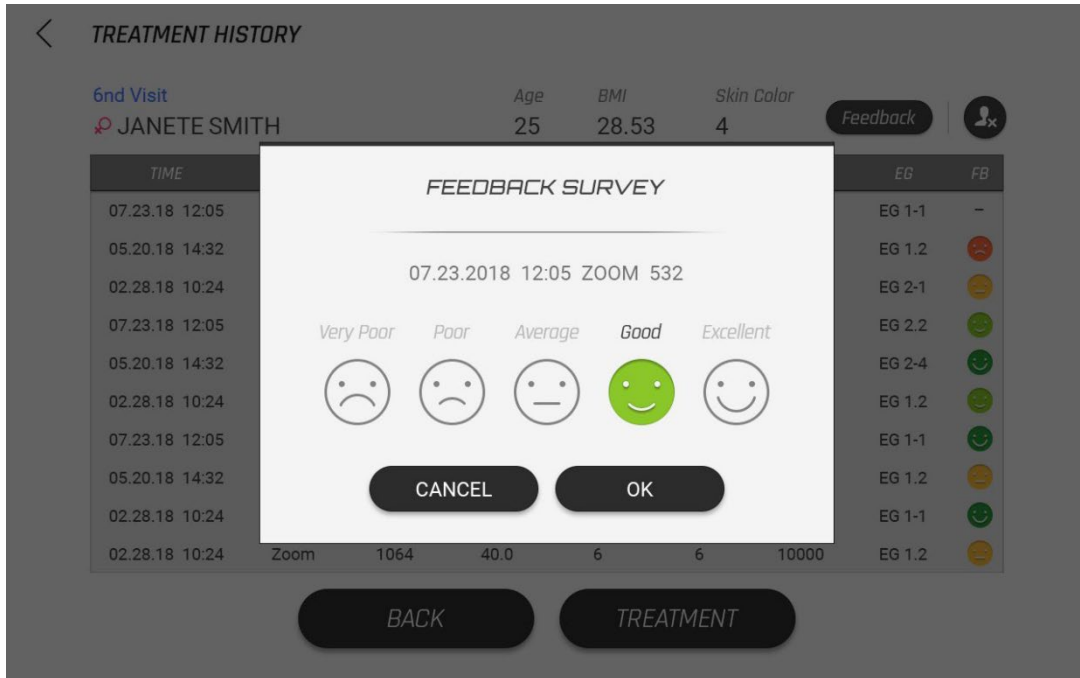 TREATMENT HISTORY
6nd Visit
JANETE SMITH
Age BMI Skin Color
25 28.53 4
Feedback
TIME EG FB
07.23.18 12:05 EG 1-1 –
05.20.18 14:32 EG 1.2
02.28.18 10:24 EG 2-1
07.23.18 12:05 EG 2.2
05.20.18 14:32 EG 2-4
02.28.18 10:24 EG 1.2
07.23.18 12:05 EG 1-1
05.20.18 14:32 EG 1.2
02.28.18 10:24 EG 1-1
02.28.18 10:24 Zoom 1064 40.0 6 6 10000 EG 1.2
FEEDBACK SURVEY
07.23.2018 12:05 ZOOM 532
Very Poor Poor Average Good Excellent
CANCEL OK
BACK TREATMENT